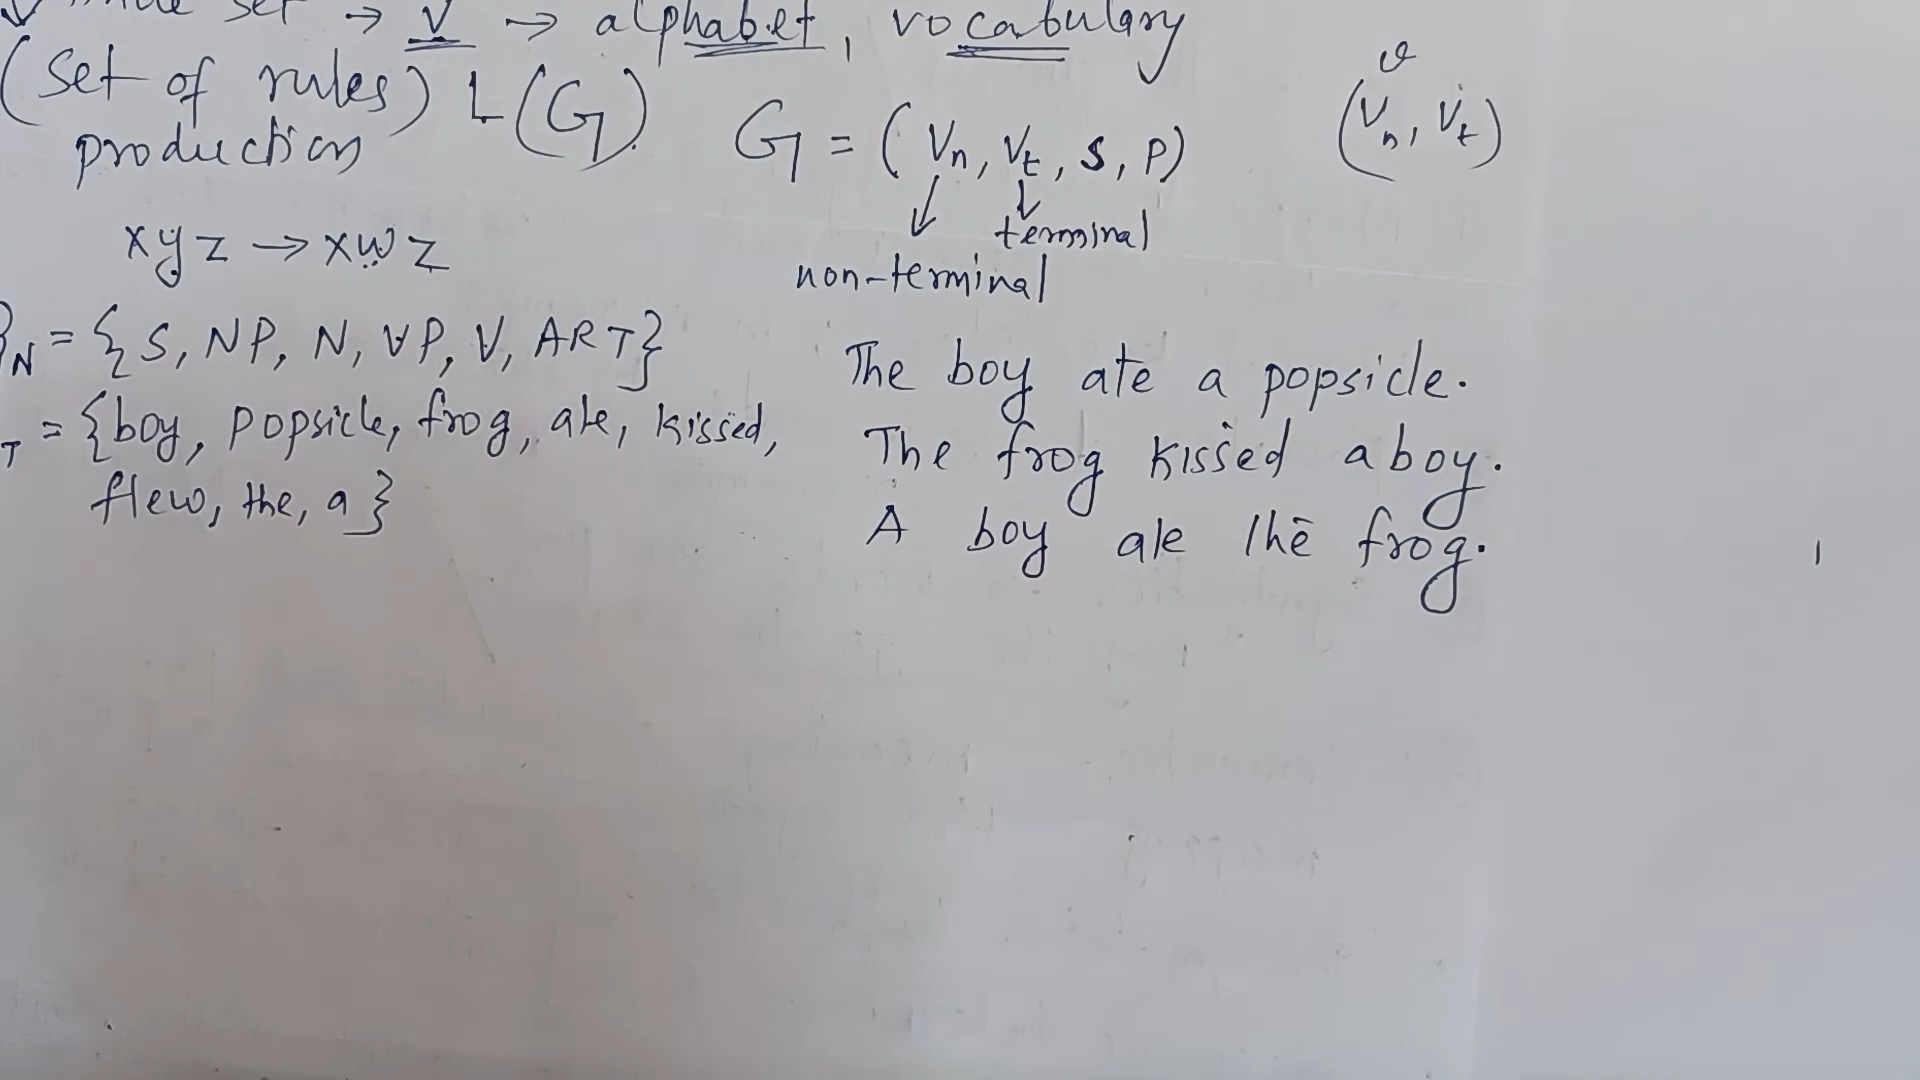 set → V → alphabet, vocabulary
(set of rules) L(G)
production
G = (Vn, Vt, S, P)
(Vn, Vt)
terminal
non-terminal
xyz → xwz
N = {S, NP, N, VP, V, ART}
T = {boy, popsicle, frog, ate, kissed,
flew, the, a}
The boy ate a popsicle.
The frog kissed a boy.
A boy ate the frog.